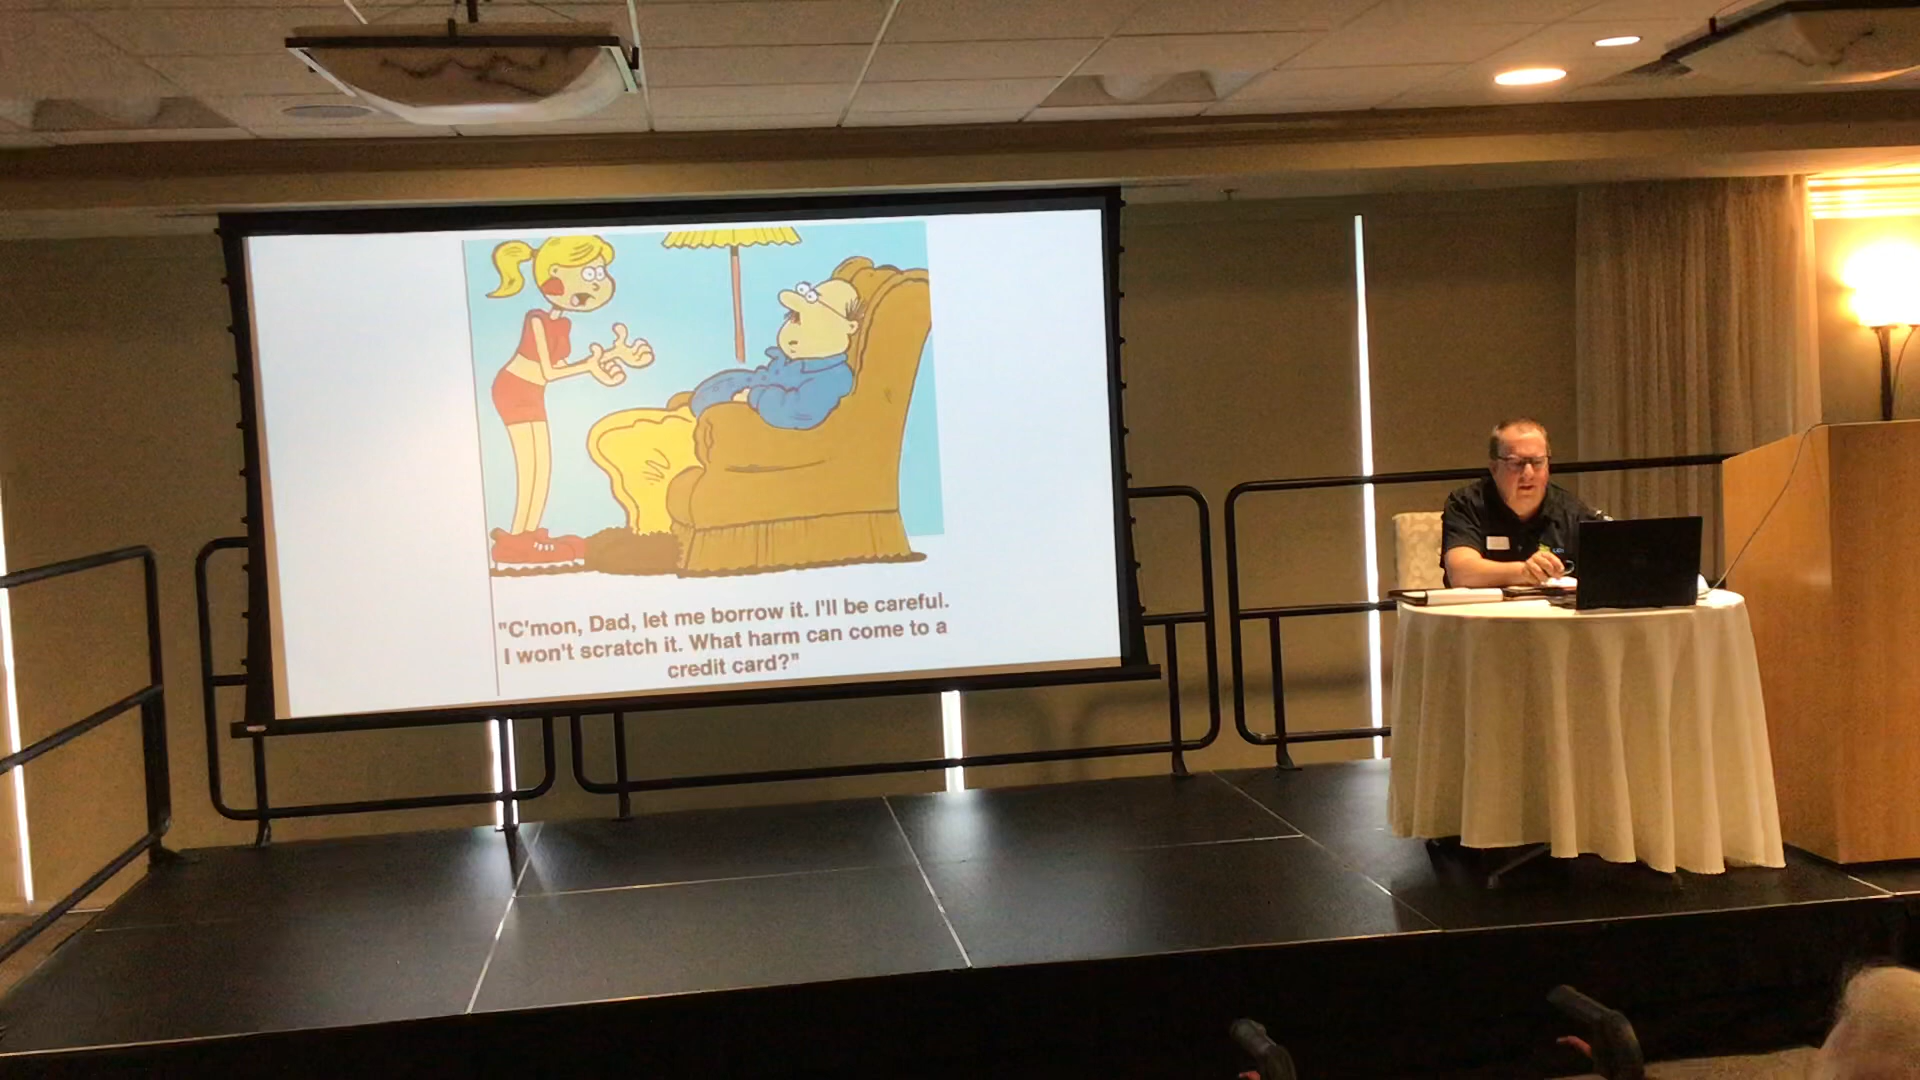 "C'mon, Dad, let me borrow it. I'll be careful.
I won't scratch it. What harm can come to a
credit card?"